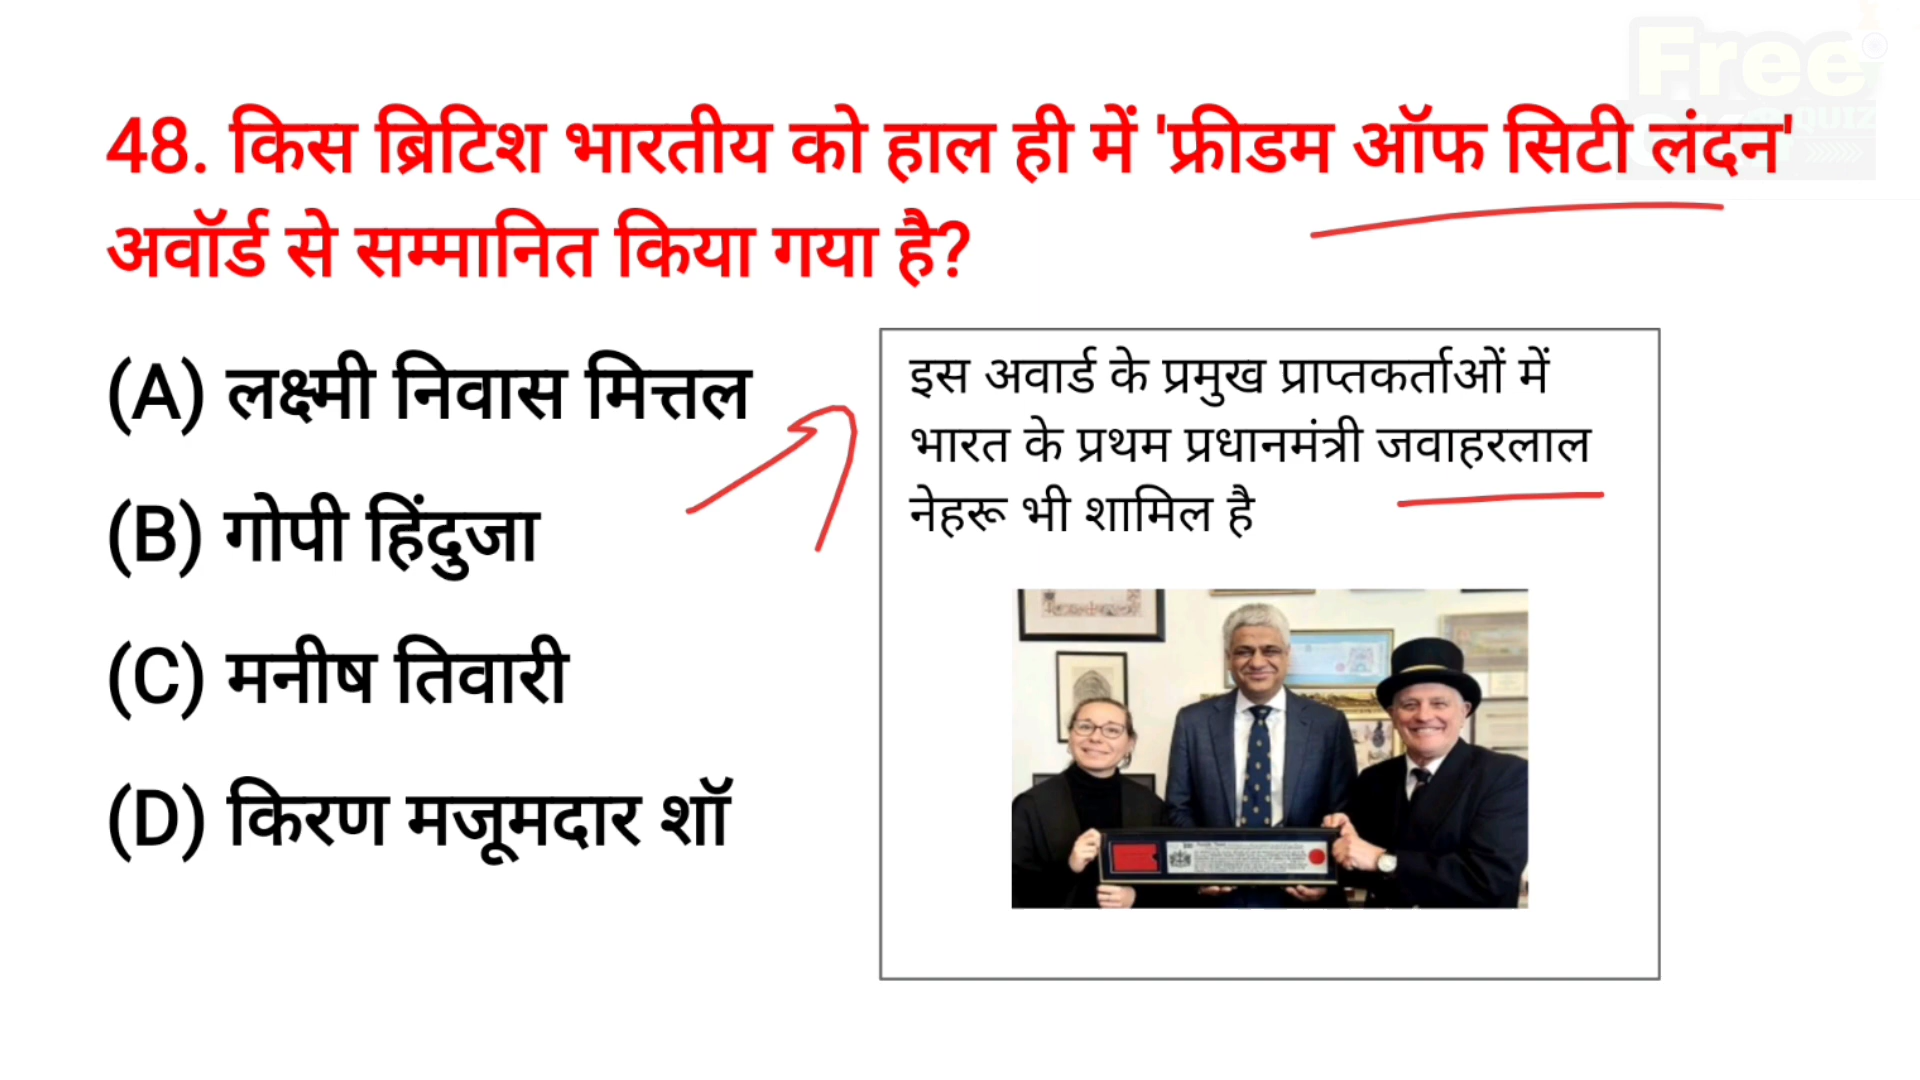 Free
QUIZ
48. किस ब्रिटिश भारतीय को हाल ही में 'फ्रीडम ऑफ सिटी लंदन'
अवॉर्ड से सम्मानित किया गया है?
(A) लक्ष्मी निवास मित्तल
(B) गोपी हिंदुजा
(C) मनीष तिवारी
(D) किरण मजूमदार शॉ
इस अवार्ड के प्रमुख प्राप्तकर्ताओं में
भारत के प्रथम प्रधानमंत्री जवाहरलाल
नेहरू भी शामिल है